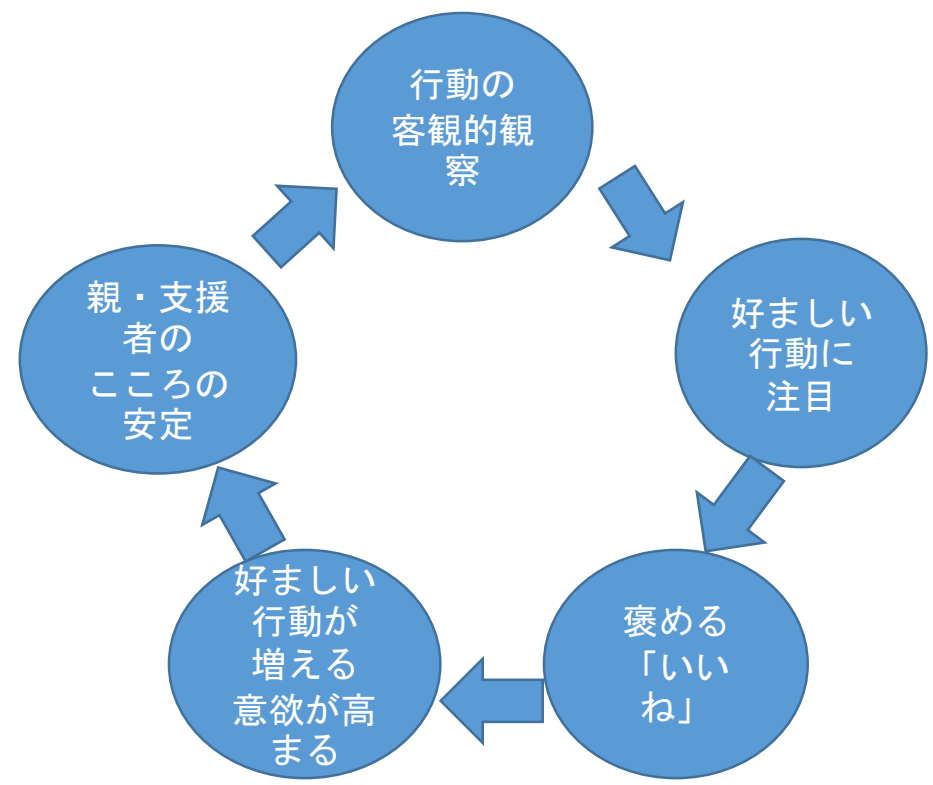 行動の
客観的観
察
好ましい
行動に
注目
褒める
「いい
ね」
好ましい
行動が
増える
意欲が高
まる
親・支援
者の
こころの
安定